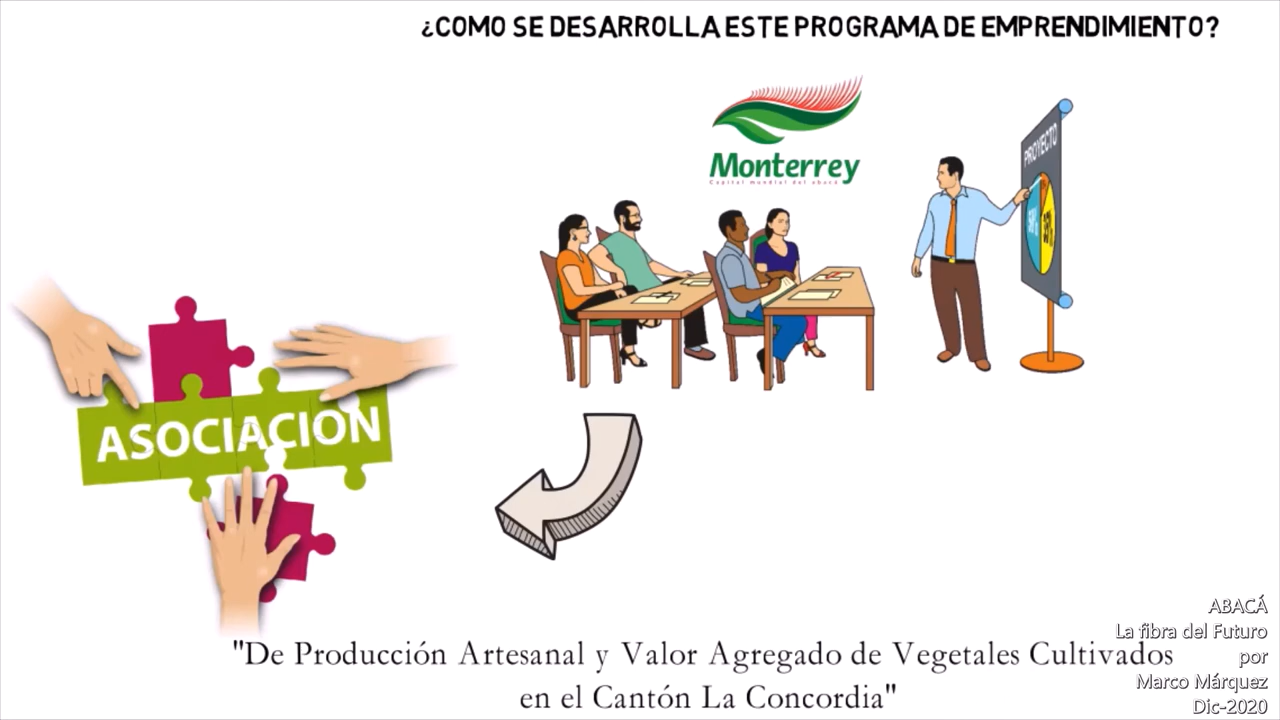 ¿COMO SE DESARROLLA ESTE PROGRAMA DE EMPRENDIMIENTO?
Monterrey
Capital mundial del abacá
PROYECTO
ASOCIACION
"De Producción Artesanal y Valor Agregado de Vegetales Cultivados
en el Cantón La Concordia"
ABACÁ
La fibra del Futuro
por
Marco Márquez
Dic-2020